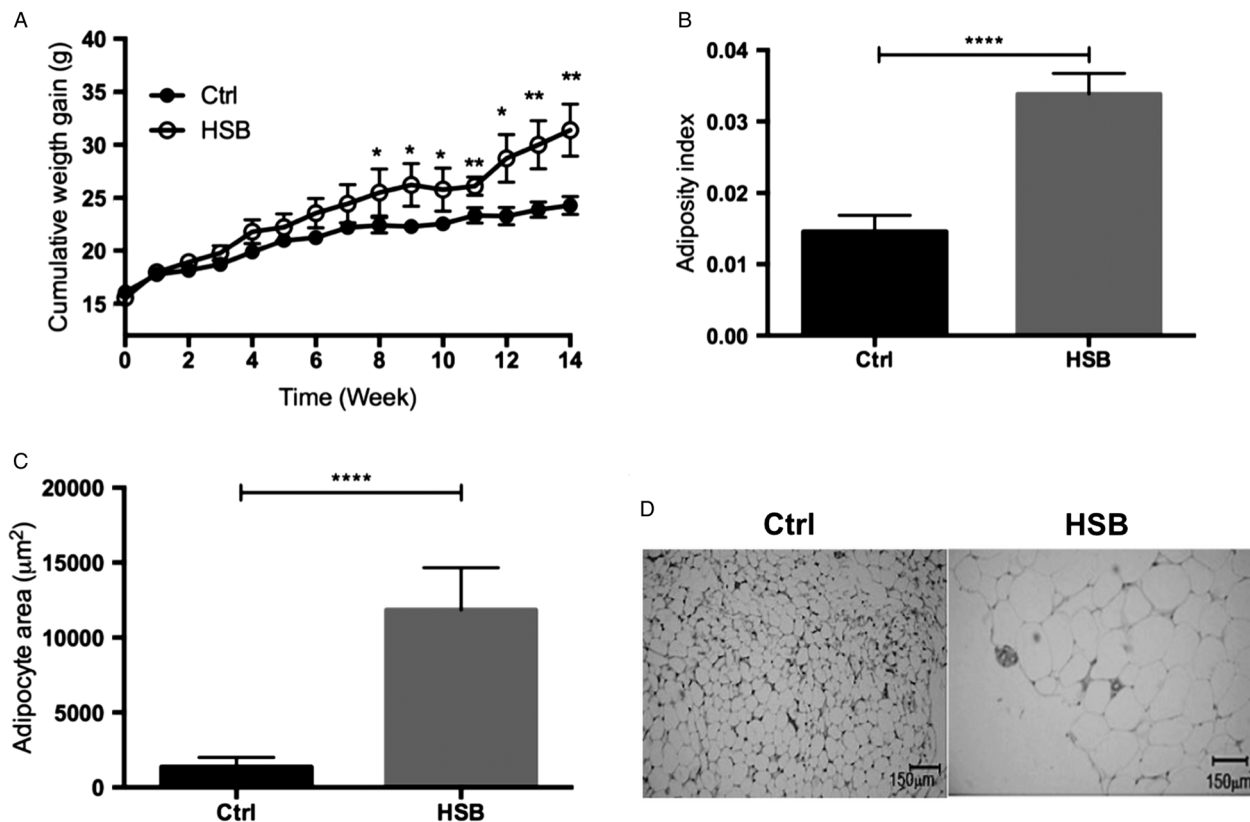 A
Cumulative weigth gain (g)
40
35
30
25
20
15
Ctrl
HSB
*
*
*
**
*
**
**
0 2 4 6 8 10 12 14
Time (Week)
B
Adiposity index
0.04
0.03
0.02
0.01
0.00
****
Ctrl HSB
C
Adipocyte area (μm²)
20000
15000
10000
5000
0
****
Ctrl HSB
D
Ctrl HSB
150μm 150μm